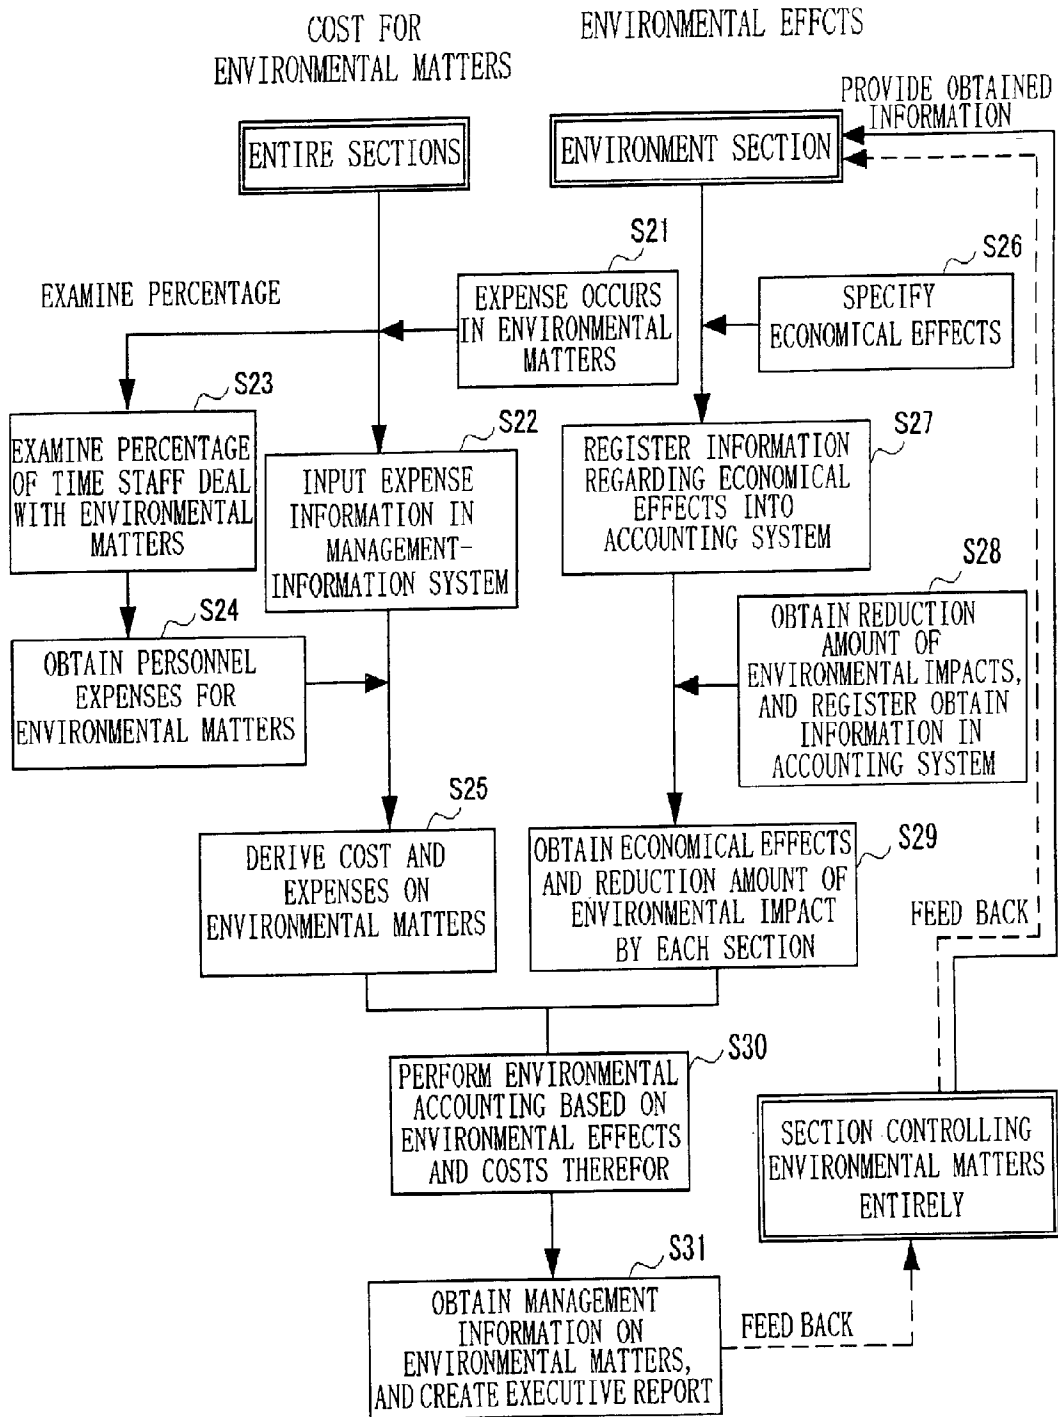 COST FOR
ENVIRONMENTAL MATTERS
ENVIRONMENTAL EFFCTS
PROVIDE OBTAINED
INFORMATION
ENTIRE SECTIONS
ENVIRONMENT SECTION
S21
EXPENSE OCCURS
IN ENVIRONMENTAL
MATTERS
S26
SPECIFY
ECONOMICAL EFFECTS
EXAMINE PERCENTAGE
S23
EXAMINE PERCENTAGE
OF TIME STAFF DEAL
WITH ENVIRONMENTAL
MATTERS
S22
INPUT EXPENSE
INFORMATION IN
MANAGEMENT-
INFORMATION SYSTEM
S27
REGISTER INFORMATION
REGARDING ECONOMICAL
EFFECTS INTO
ACCOUNTING SYSTEM
S24
OBTAIN PERSONNEL
EXPENSES FOR
ENVIRONMENTAL MATTERS
S28
OBTAIN REDUCTION
AMOUNT OF
ENVIRONMENTAL IMPACTS,
AND REGISTER OBTAIN
INFORMATION IN
ACCOUNTING SYSTEM
S25
DERIVE COST AND
EXPENSES ON
ENVIRONMENTAL MATTERS
S29
OBTAIN ECONOMICAL EFFECTS
AND REDUCTION AMOUNT OF
ENVIRONMENTAL IMPACT
BY EACH SECTION
FEED BACK
S30
PERFORM ENVIRONMENTAL
ACCOUNTING BASED ON
ENVIRONMENTAL EFFECTS
AND COSTS THEREFOR
SECTION CONTROLLING
ENVIRONMENTAL MATTERS
ENTIRELY
S31
OBTAIN MANAGEMENT
INFORMATION ON
ENVIRONMENTAL MATTERS,
AND CREATE EXECUTIVE REPORT
FEED BACK